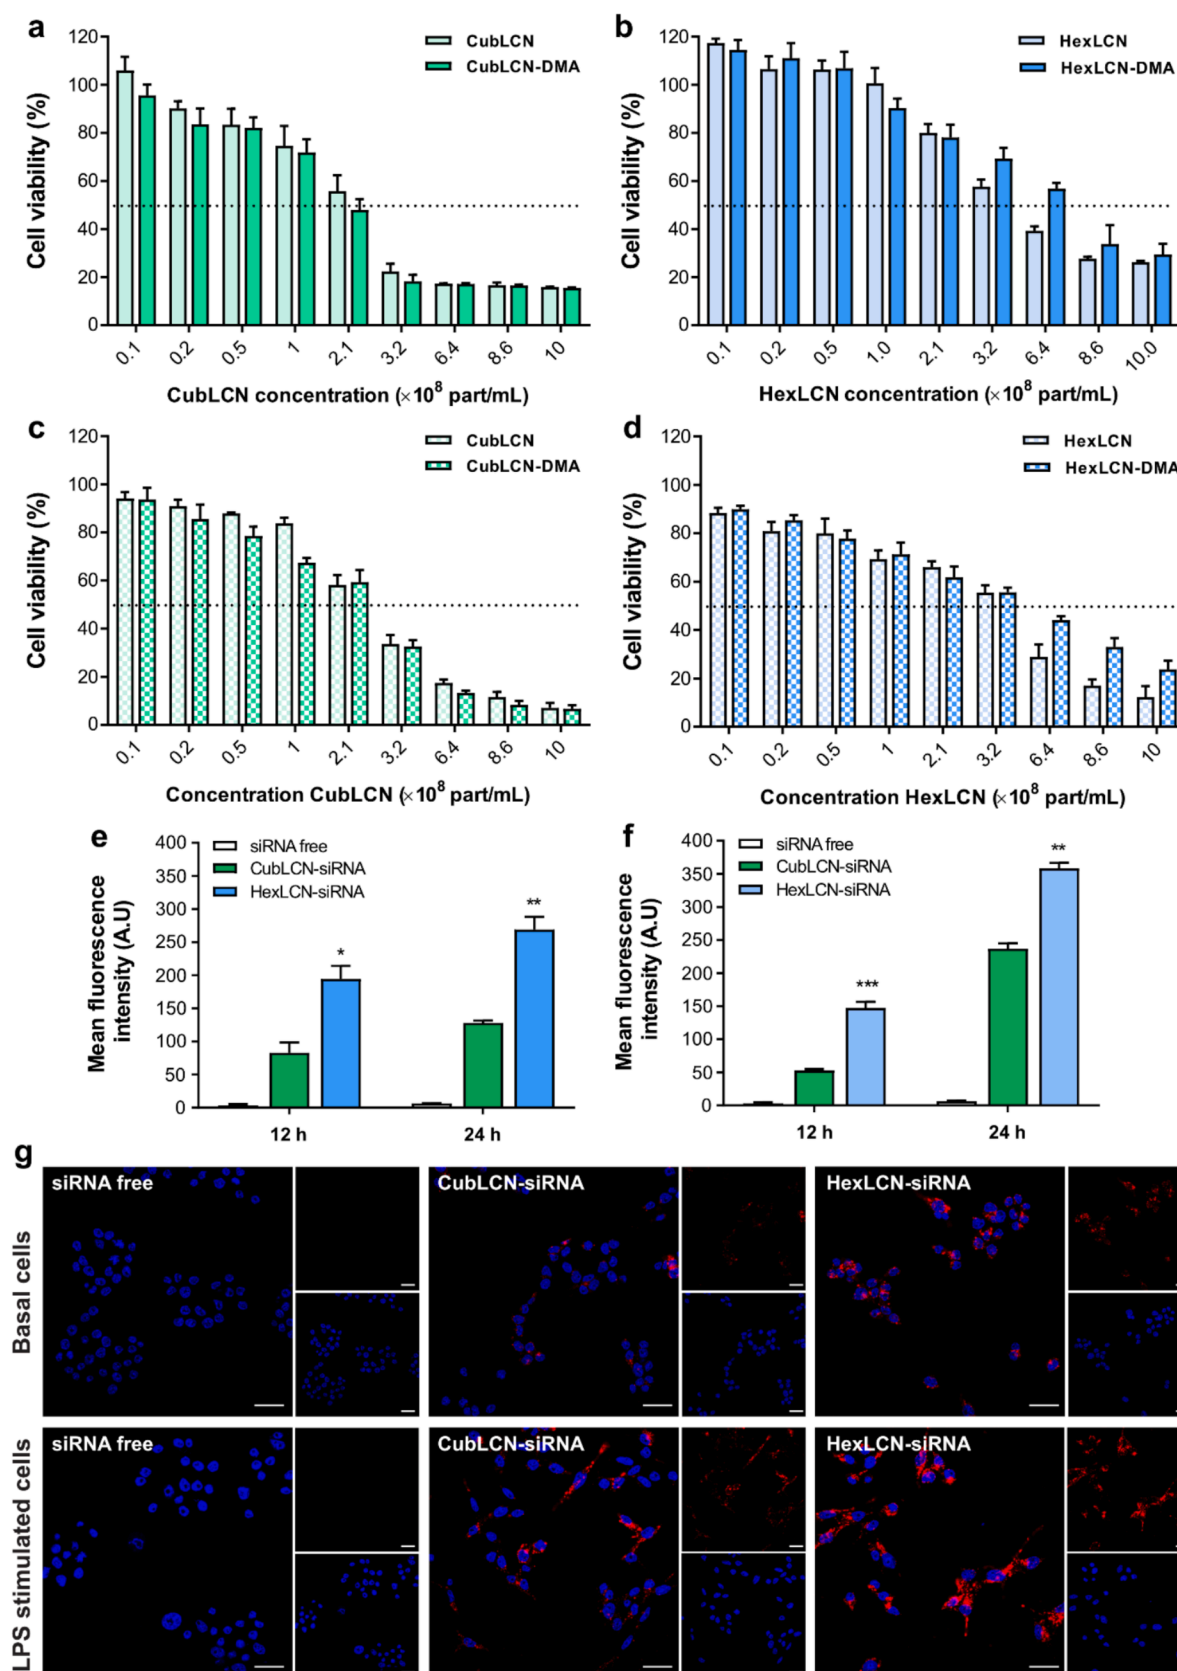 a
CubLCN
CubLCN-DMA
Cell viability (%)
120
100
80
60
40
20
0
0.1 0.2 0.5 1 2.1 3.2 6.4 8.6 10
CubLCN concentration (×10⁸ part/mL)
b
HexLCN
HexLCN-DMA
Cell viability (%)
120
100
80
60
40
20
0
0.1 0.2 0.5 1.0 2.1 3.2 6.4 8.6 10.0
HexLCN concentration (×10⁸ part/mL)
c
CubLCN
CubLCN-DMA
Cell viability (%)
120
100
80
60
40
20
0
0.1 0.2 0.5 1 2.1 3.2 6.4 8.6 10
Concentration CubLCN (×10⁸ part/mL)
d
HexLCN
HexLCN-DMA
Cell viability (%)
120
100
80
60
40
20
0
0.1 0.2 0.5 1 2.1 3.2 6.4 8.6 10
Concentration HexLCN (×10⁸ part/mL)
e
siRNA free
CubLCN-siRNA
HexLCN-siRNA
Mean fluorescence
intensity (A.U)
400
350
300
250
200
150
100
50
0
*
**
12 h 24 h
f
siRNA free
CubLCN-siRNA
HexLCN-siRNA
Mean fluorescence
intensity (A.U)
400
350
300
250
200
150
100
50
0
***
**
12 h 24 h
g
Basal cells
siRNA free
CubLCN-siRNA
HexLCN-siRNA
LPS stimulated cells
siRNA free
CubLCN-siRNA
HexLCN-siRNA